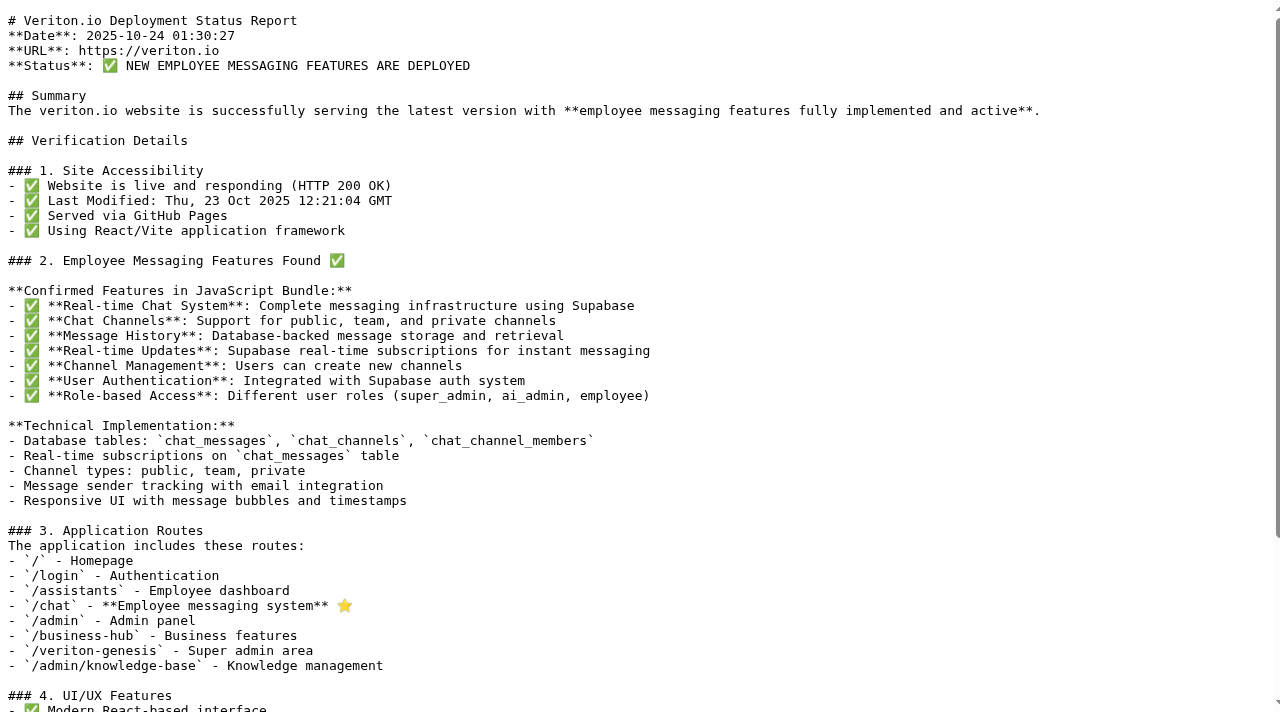 # Veriton.io Deployment Status Report
**Date**: 2025-10-24 01:30:27
**URL**: https://veriton.io
**Status**: ✅ NEW EMPLOYEE MESSAGING FEATURES ARE DEPLOYED
## Summary
The veriton.io website is successfully serving the latest version with **employee messaging features fully implemented and active**.
## Verification Details
### 1. Site Accessibility
- ✅ Website is live and responding (HTTP 200 OK)
- ✅ Last Modified: Thu, 23 Oct 2025 12:21:04 GMT
- ✅ Served via GitHub Pages
- ✅ Using React/Vite application framework
### 2. Employee Messaging Features Found ✅
**Confirmed Features in JavaScript Bundle:**
- ✅ **Real-time Chat System**: Complete messaging infrastructure using Supabase
- ✅ **Chat Channels**: Support for public, team, and private channels
- ✅ **Message History**: Database-backed message storage and retrieval
- ✅ **Real-time Updates**: Supabase real-time subscriptions for instant messaging
- ✅ **Channel Management**: Users can create new channels
- ✅ **User Authentication**: Integrated with Supabase auth system
- ✅ **Role-based Access**: Different user roles (super_admin, ai_admin, employee)
**Technical Implementation:**
- Database tables: `chat_messages`, `chat_channels`, `chat_channel_members`
- Real-time subscriptions on `chat_messages` table
- Channel types: public, team, private
- Message sender tracking with email integration
- Responsive UI with message bubbles and timestamps
### 3. Application Routes
The application includes these routes:
- `/` - Homepage
- `/login` - Authentication
- `/assistants` - Employee dashboard
- `/chat` - **Employee messaging system** ⭐
- `/admin` - Admin panel
- `/business-hub` - Business features
- `/veriton-genesis` - Super admin area
- `/admin/knowledge-base` - Knowledge management
### 4. UI/UX Features
- ✅ Modern React-based interface